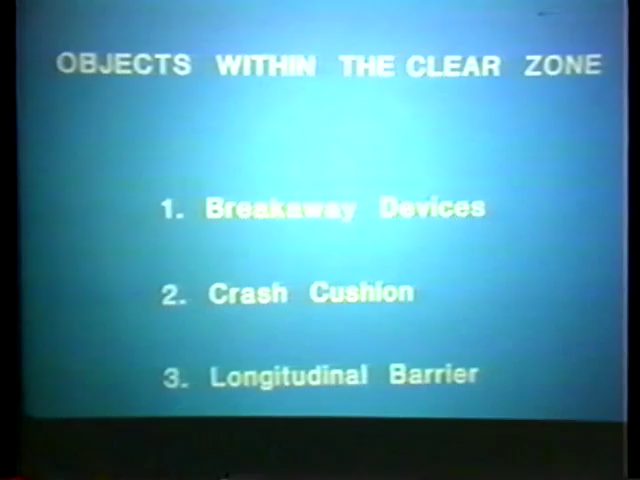 OBJECTS WITHIN THE CLEAR ZONE
1. Breakaway Devices
2. Crash Cushion
3. Longitudinal Barrier